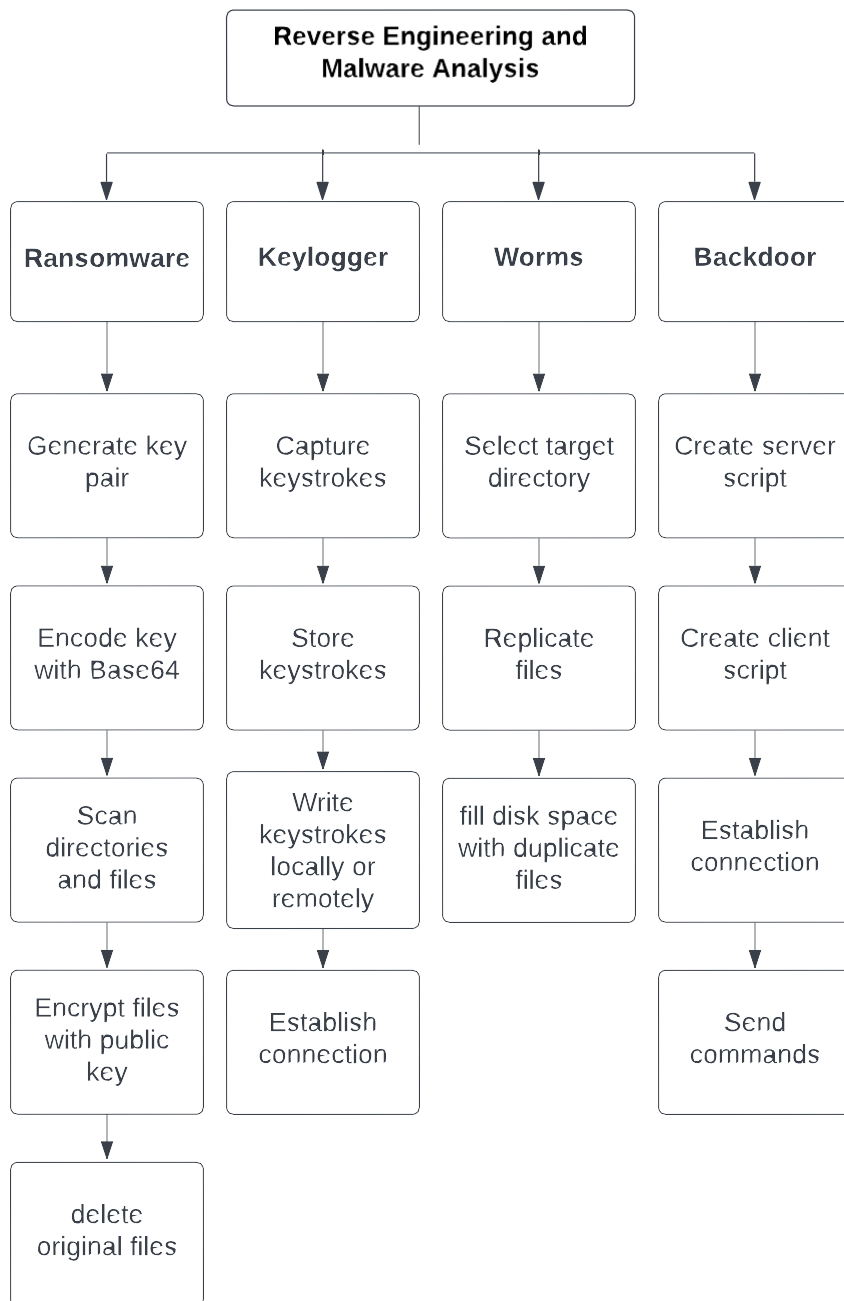 Reverse Engineering and
Malware Analysis
Ransomware
Keylogger
Worms
Backdoor
Generate key
pair
Capture
keystrokes
Select target
directory
Create server
script
Encode key
with Base64
Store
keystrokes
Replicate
files
Create client
script
Scan
directories
and files
Write
keystrokes
locally or
remotely
fill disk space
with duplicate
files
Establish
connection
Encrypt files
with public
key
Establish
connection
Send
commands
delete
original files